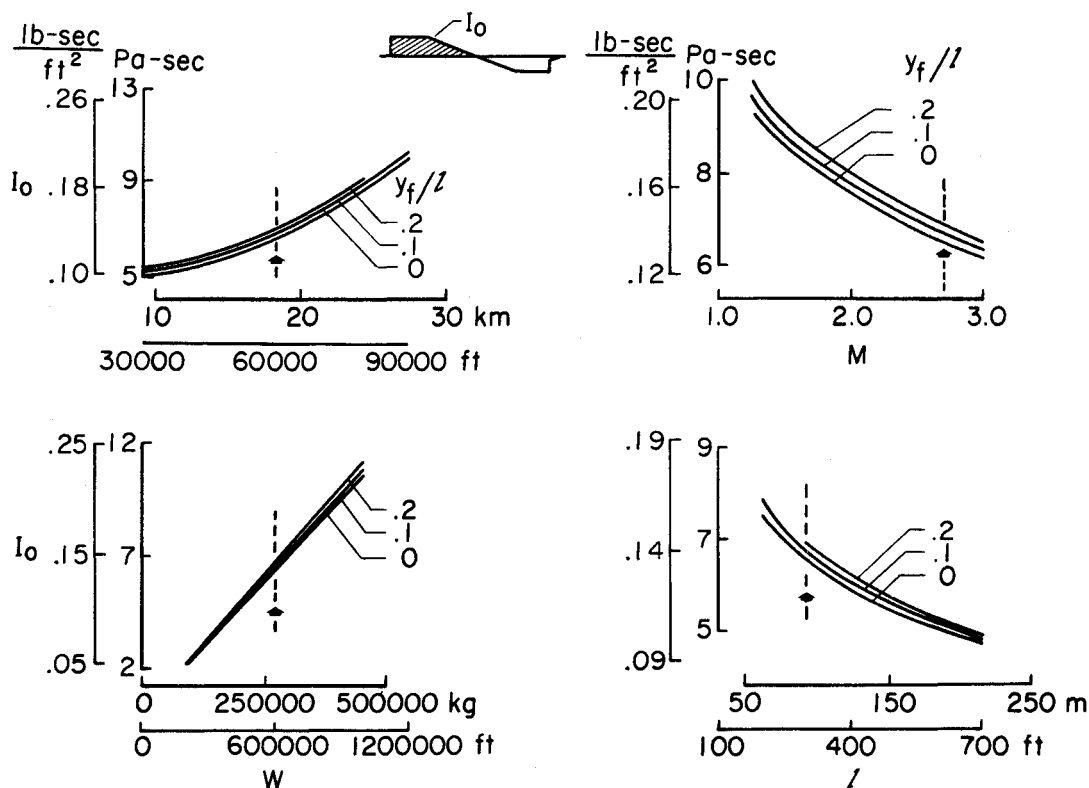 lb-sec
ft² Pa-sec
I₀
.26
.18
.10
I₀
13
9
5
y_f/l
.2
.1
0
10 20 30 km
30000 60000 90000 ft
lb-sec
ft² Pa-sec
.20
.16
.12
10
8
6
y_f/l
.2
.1
0
1.0 2.0 3.0
M
.25
.15
.05
I₀
12
7
2
.2
.1
0
0 250000 500000 kg
0 600000 1200000 ft
W
.19
.14
.09
9
7
5
.2
.1
0
50 150 250 m
100 400 700 ft
l